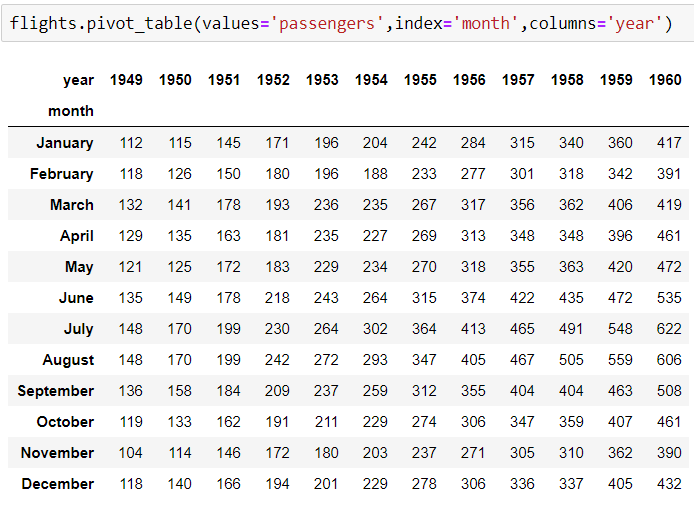 flights.pivot_table(values='passengers',index='month',columns='year')
year 1949 1950 1951 1952 1953 1954 1955 1956 1957 1958 1959 1960
month
January 112 115 145 171 196 204 242 284 315 340 360 417
February 118 126 150 180 196 188 233 277 301 318 342 391
March 132 141 178 193 236 235 267 317 356 362 406 419
April 129 135 163 181 235 227 269 313 348 348 396 461
May 121 125 172 183 229 234 270 318 355 363 420 472
June 135 149 178 218 243 264 315 374 422 435 472 535
July 148 170 199 230 264 302 364 413 465 491 548 622
August 148 170 199 242 272 293 347 405 467 505 559 606
September 136 158 184 209 237 259 312 355 404 404 463 508
October 119 133 162 191 211 229 274 306 347 359 407 461
November 104 114 146 172 180 203 237 271 305 310 362 390
December 118 140 166 194 201 229 278 306 336 337 405 432